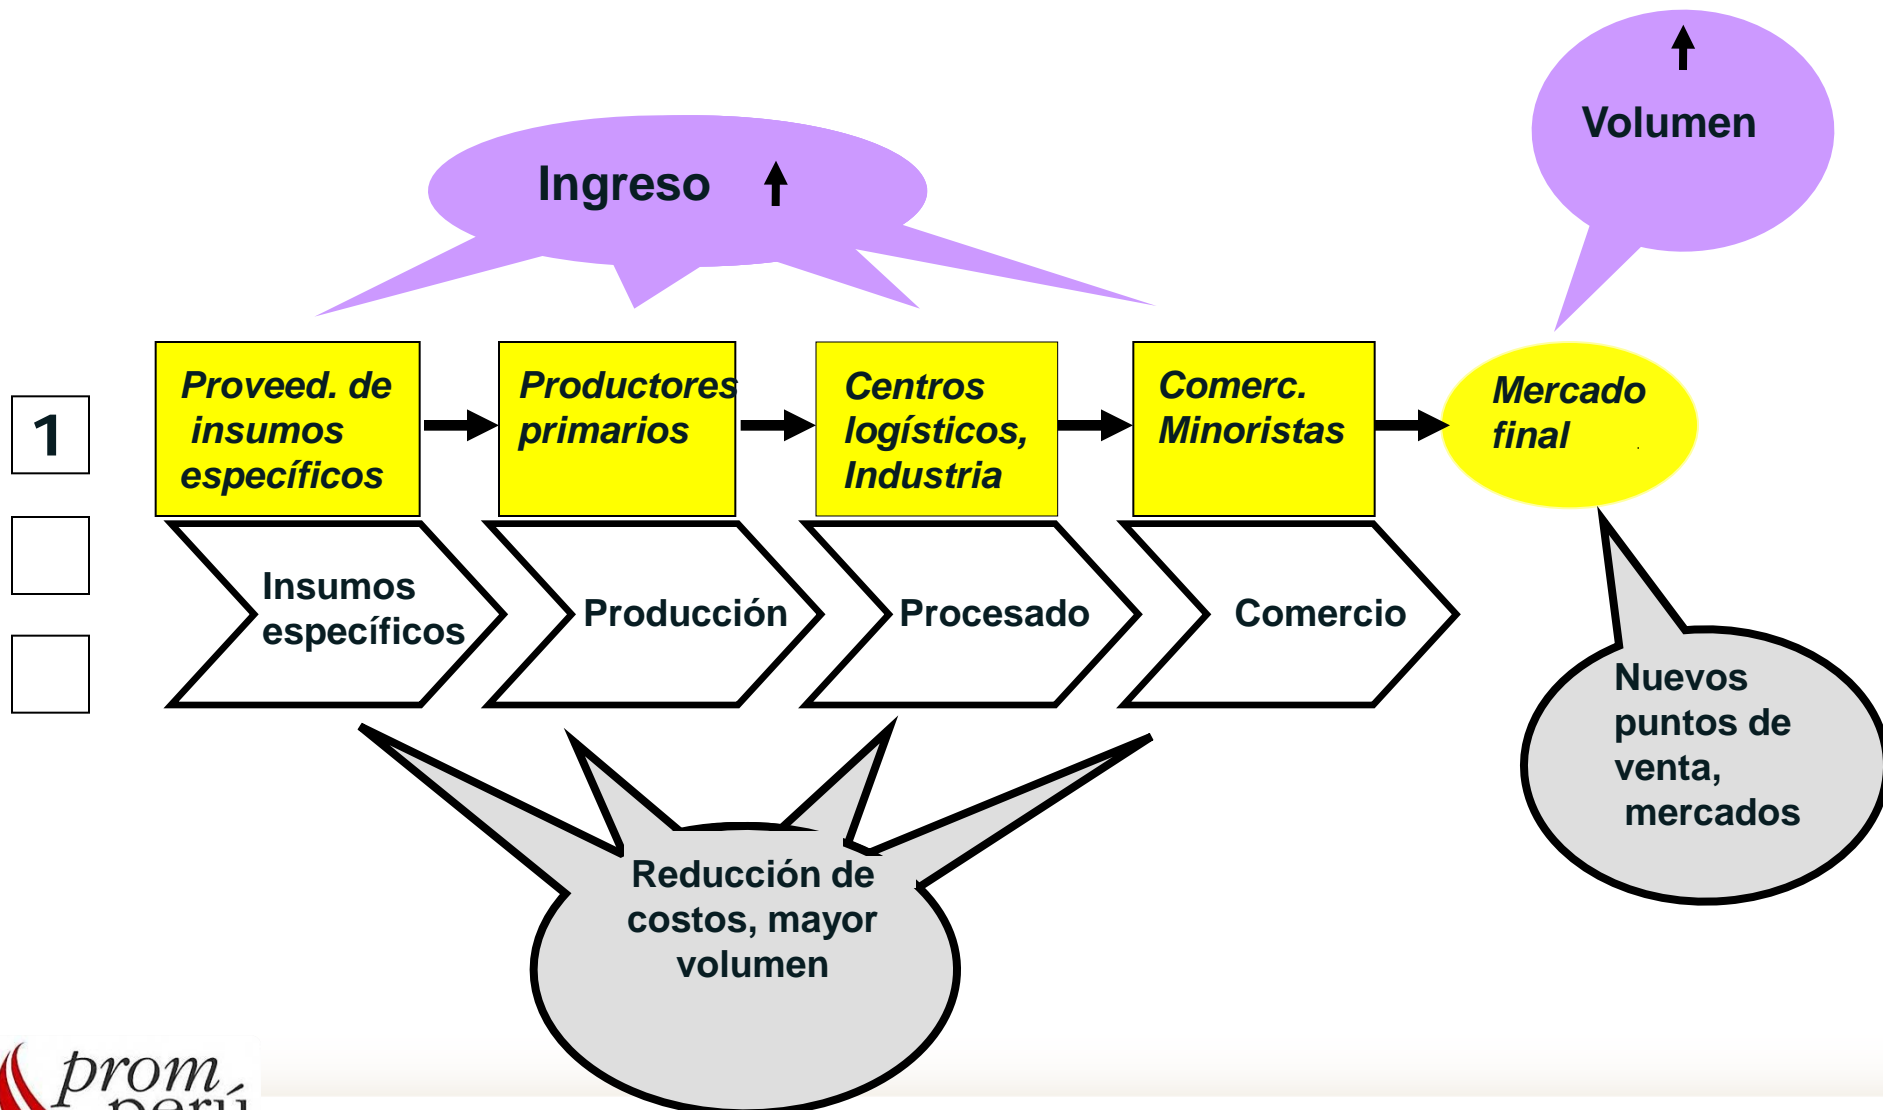 Volumen
Ingreso
1
Proveed. de
insumos
específicos
Productores
primarios
Centros
logísticos,
Industria
Comerc.
Minoristas
Mercado
final
Insumos
específicos
Producción
Procesado
Comercio
Nuevos
puntos de
venta,
mercados
Reducción de
costos, mayor
volumen
prom
perú